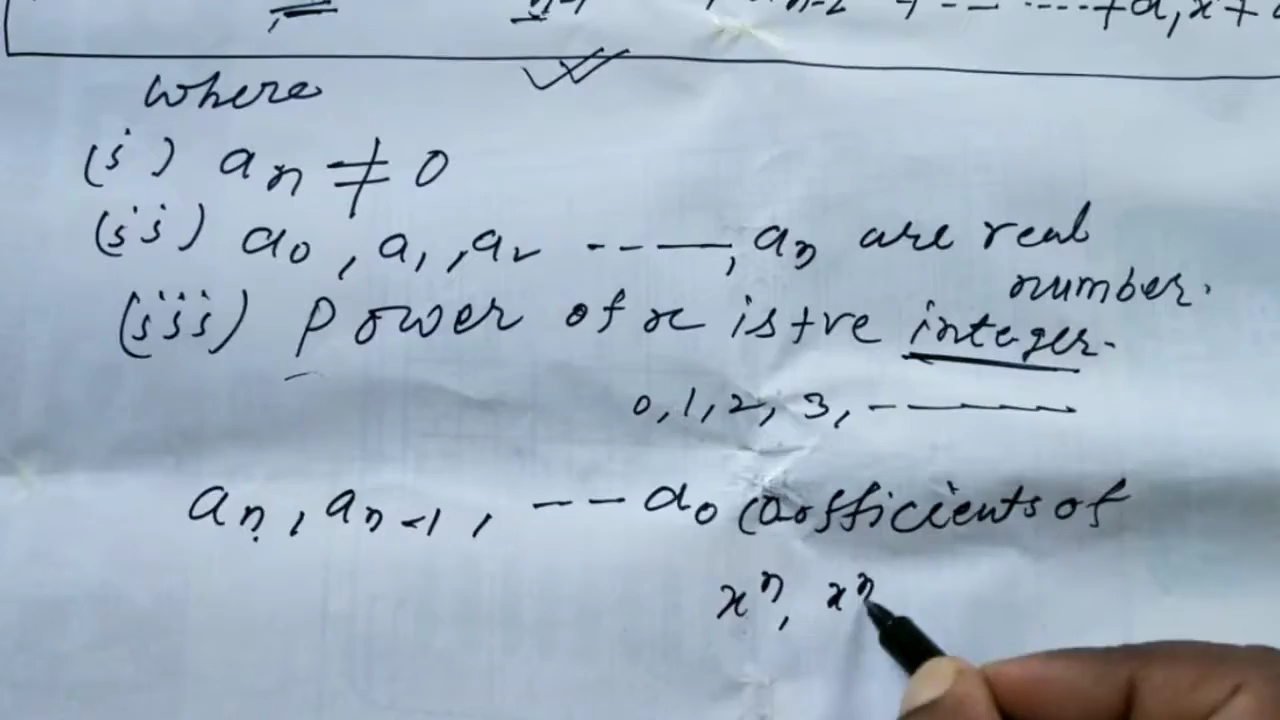 + a₁x +
where
(i) aₙ ≠ 0
(ii) a₀, a₁, a₂ -----, aₙ are real
number.
(iii) Power of x is +ve integer.
0, 1, 2, 3, -----
aₙ, aₙ₋₁, --- a₀ Coefficients of
xⁿ, xⁿ